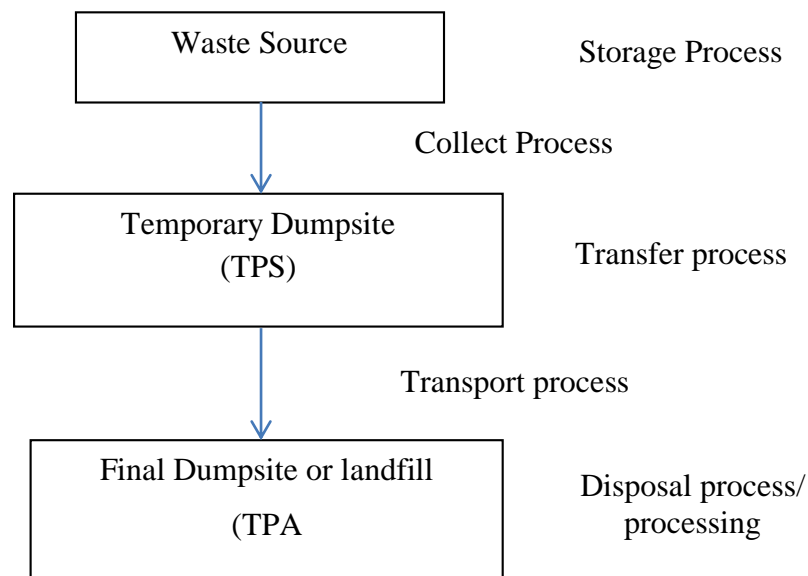 Waste Source
Storage Process
Collect Process
Temporary Dumpsite
(TPS)
Transfer process
Transport process
Final Dumpsite or landfill
(TPA
Disposal process/
processing